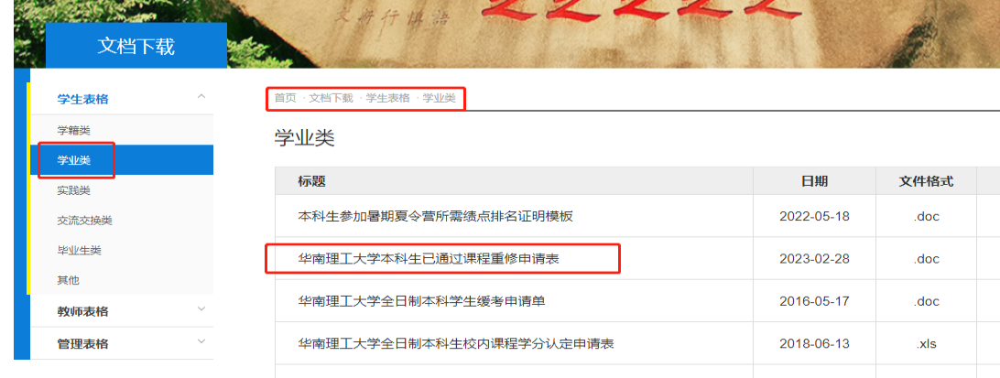 文档下载
学生表格
学籍类
学业类
实践类
交流交换类
毕业生类
其他
教师表格
管理表格
首页 · 文档下载 · 学生表格 · 学业类
学业类
标题 日期 文件格式
本科生参加暑期夏令营所需绩点排名证明模板 2022-05-18 .doc
华南理工大学本科生已通过课程重修申请表 2023-02-28 .doc
华南理工大学全日制本科学生缓考申请单 2016-05-17 .doc
华南理工大学全日制本科生校内课程学分认定申请表 2018-06-13 .xls